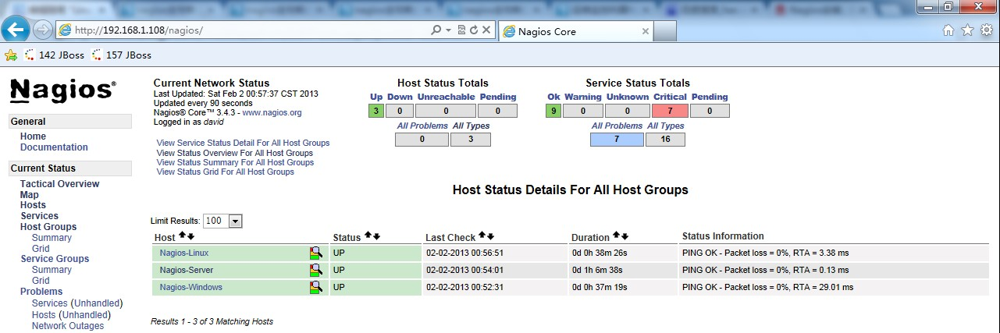 http://192.168.1.108/nagios/
Nagios Core
142 JBoss 157 JBoss
Nagios®
General
Home
Documentation
Current Status
Tactical Overview
Map
Hosts
Services
Host Groups
Summary
Grid
Service Groups
Summary
Grid
Problems
Services (Unhandled)
Hosts (Unhandled)
Network Outages
Current Network Status
Last Updated: Sat Feb 2 00:57:37 CST 2013
Updated every 90 seconds
Nagios® Core™ 3.4.3 - www.nagios.org
Logged in as david
View Service Status Detail For All Host Groups
View Status Overview For All Host Groups
View Status Summary For All Host Groups
View Status Grid For All Host Groups
Host Status Totals
Up Down Unreachable Pending
3 0 0 0
All Problems All Types
0 3
Service Status Totals
Ok Warning Unknown Critical Pending
9 0 0 7 0
All Problems All Types
7 16
Host Status Details For All Host Groups
Limit Results: 100
Host Status Last Check Duration Status Information
Nagios-Linux UP 02-02-2013 00:56:51 0d 0h 38m 26s PING OK - Packet loss = 0%, RTA = 3.38 ms
Nagios-Server UP 02-02-2013 00:54:01 0d 1h 6m 38s PING OK - Packet loss = 0%, RTA = 0.13 ms
Nagios-Windows UP 02-02-2013 00:52:31 0d 0h 37m 19s PING OK - Packet loss = 0%, RTA = 29.01 ms
Results 1 - 3 of 3 Matching Hosts